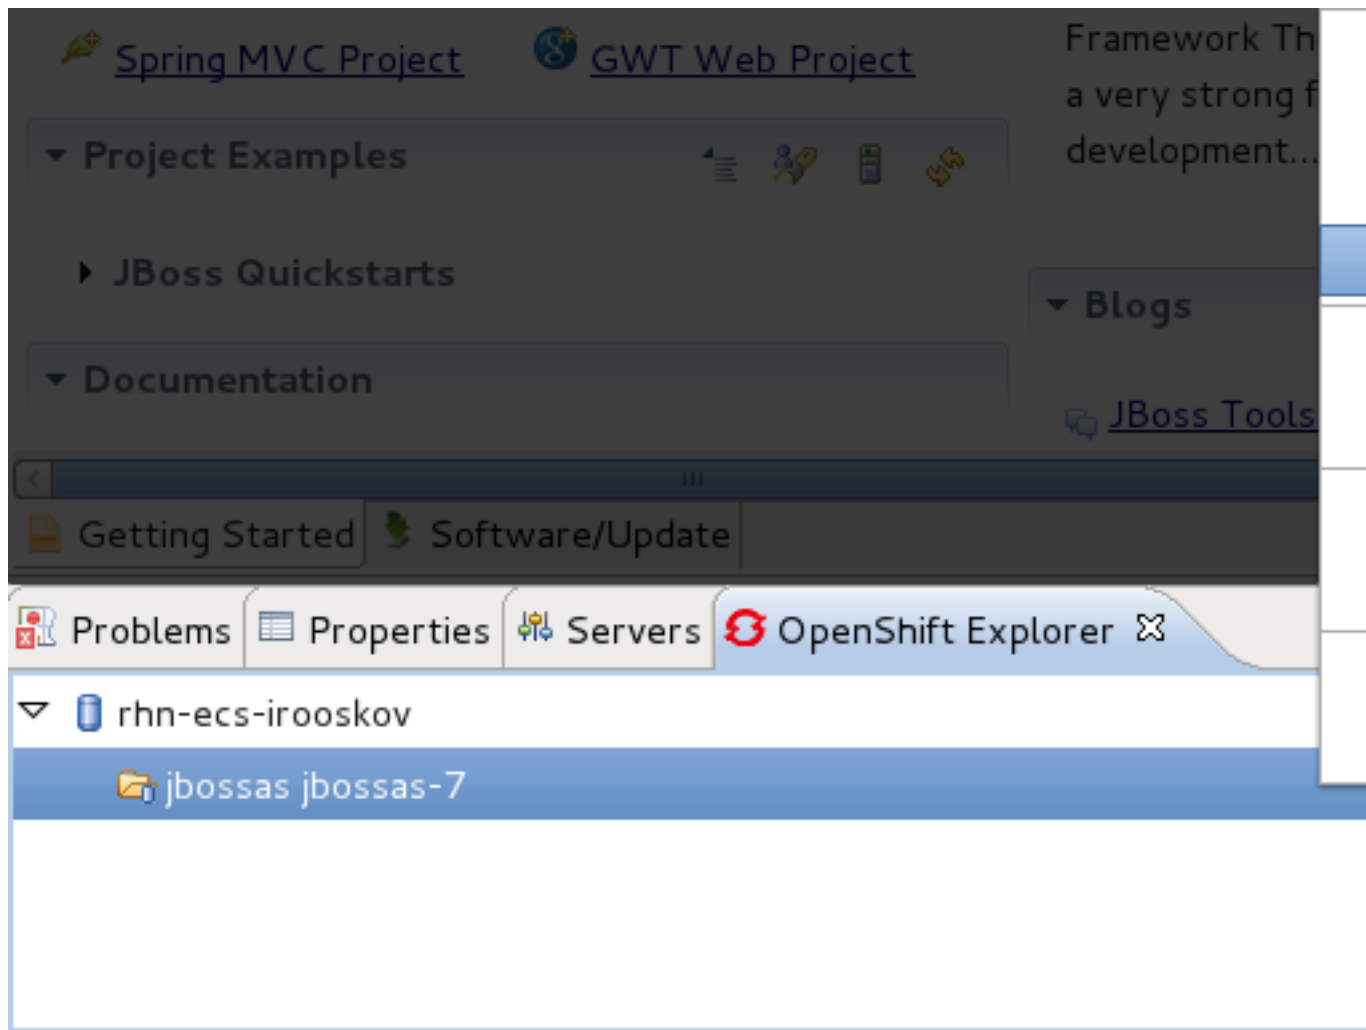 Spring MVC Project
GWT Web Project
Framework Th
a very strong f
development...
Project Examples
JBoss Quickstarts
Blogs
Documentation
JBoss Tools
Getting Started
Software/Update
Problems
Properties
Servers
OpenShift Explorer
rhn-ecs-irooskov
jbossas jbossas-7